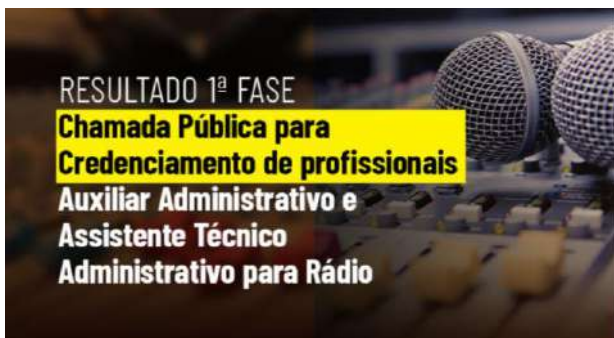 RESULTADO 1ª FASE
Chamada Pública para
Credenciamento de profissionais
Auxiliar Administrativo e
Assistente Técnico
Administrativo para Rádio